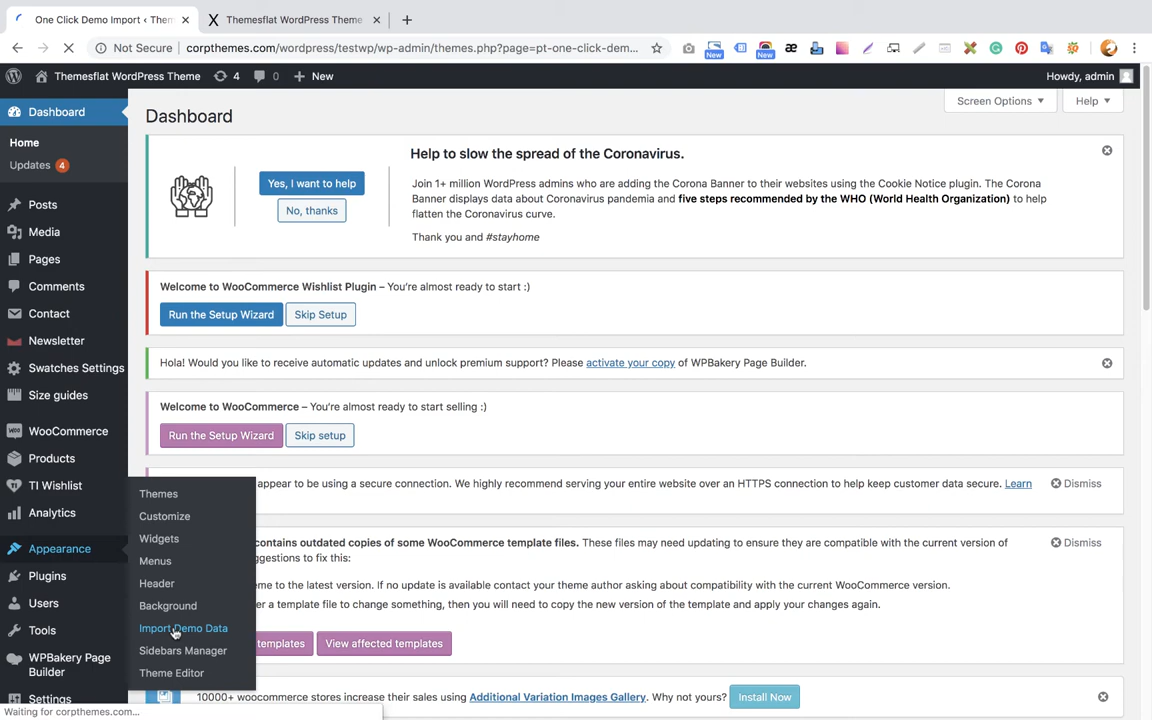 One Click Demo Import ‹ Them
Themesflat WordPress Theme
Not Secure
corpthemes.com/wordpress/testwp/wp-admin/themes.php?page=pt-one-click-dem...
New
New
Themesflat WordPress Theme
4
0
New
Howdy, admin
Dashboard
Home
Updates 4
Posts
Media
Pages
Comments
Contact
Newsletter
Swatches Settings
Size guides
WooCommerce
Products
TI Wishlist
Analytics
Appearance
Plugins
Users
Tools
WPBakery Page
Builder
Settings
Themes
Customize
Widgets
Menus
Header
Background
Import Demo Data
Sidebars Manager
Theme Editor
Waiting for corpthemes.com...
Dashboard
Screen Options
Help
Help to slow the spread of the Coronavirus.
Yes, I want to help
No, thanks
Join 1+ million WordPress admins who are adding the Corona Banner to their websites using the Cookie Notice plugin. The Corona
Banner displays data about Coronavirus pandemia and five steps recommended by the WHO (World Health Organization) to help
flatten the Coronavirus curve.
Thank you and #stayhome
Welcome to WooCommerce Wishlist Plugin – You're almost ready to start :)
Run the Setup Wizard
Skip Setup
Hola! Would you like to receive automatic updates and unlock premium support? Please activate your copy of WPBakery Page Builder.
Welcome to WooCommerce – You're almost ready to start selling :)
Run the Setup Wizard
Skip setup
appear to be using a secure connection. We highly recommend serving your entire website over an HTTPS connection to help keep customer data secure. Learn
Dismiss
contains outdated copies of some WooCommerce template files. These files may need updating to ensure they are compatible with the current version of
ggestions to fix this:
Dismiss
eme to the latest version. If no update is available contact your theme author asking about compatibility with the current WooCommerce version.
er a template file to change something, then you will need to copy the new version of the template and apply your changes again.
templates
View affected templates
10000+ woocommerce stores increase their sales using Additional Variation Images Gallery. Why not yours?
Install Now